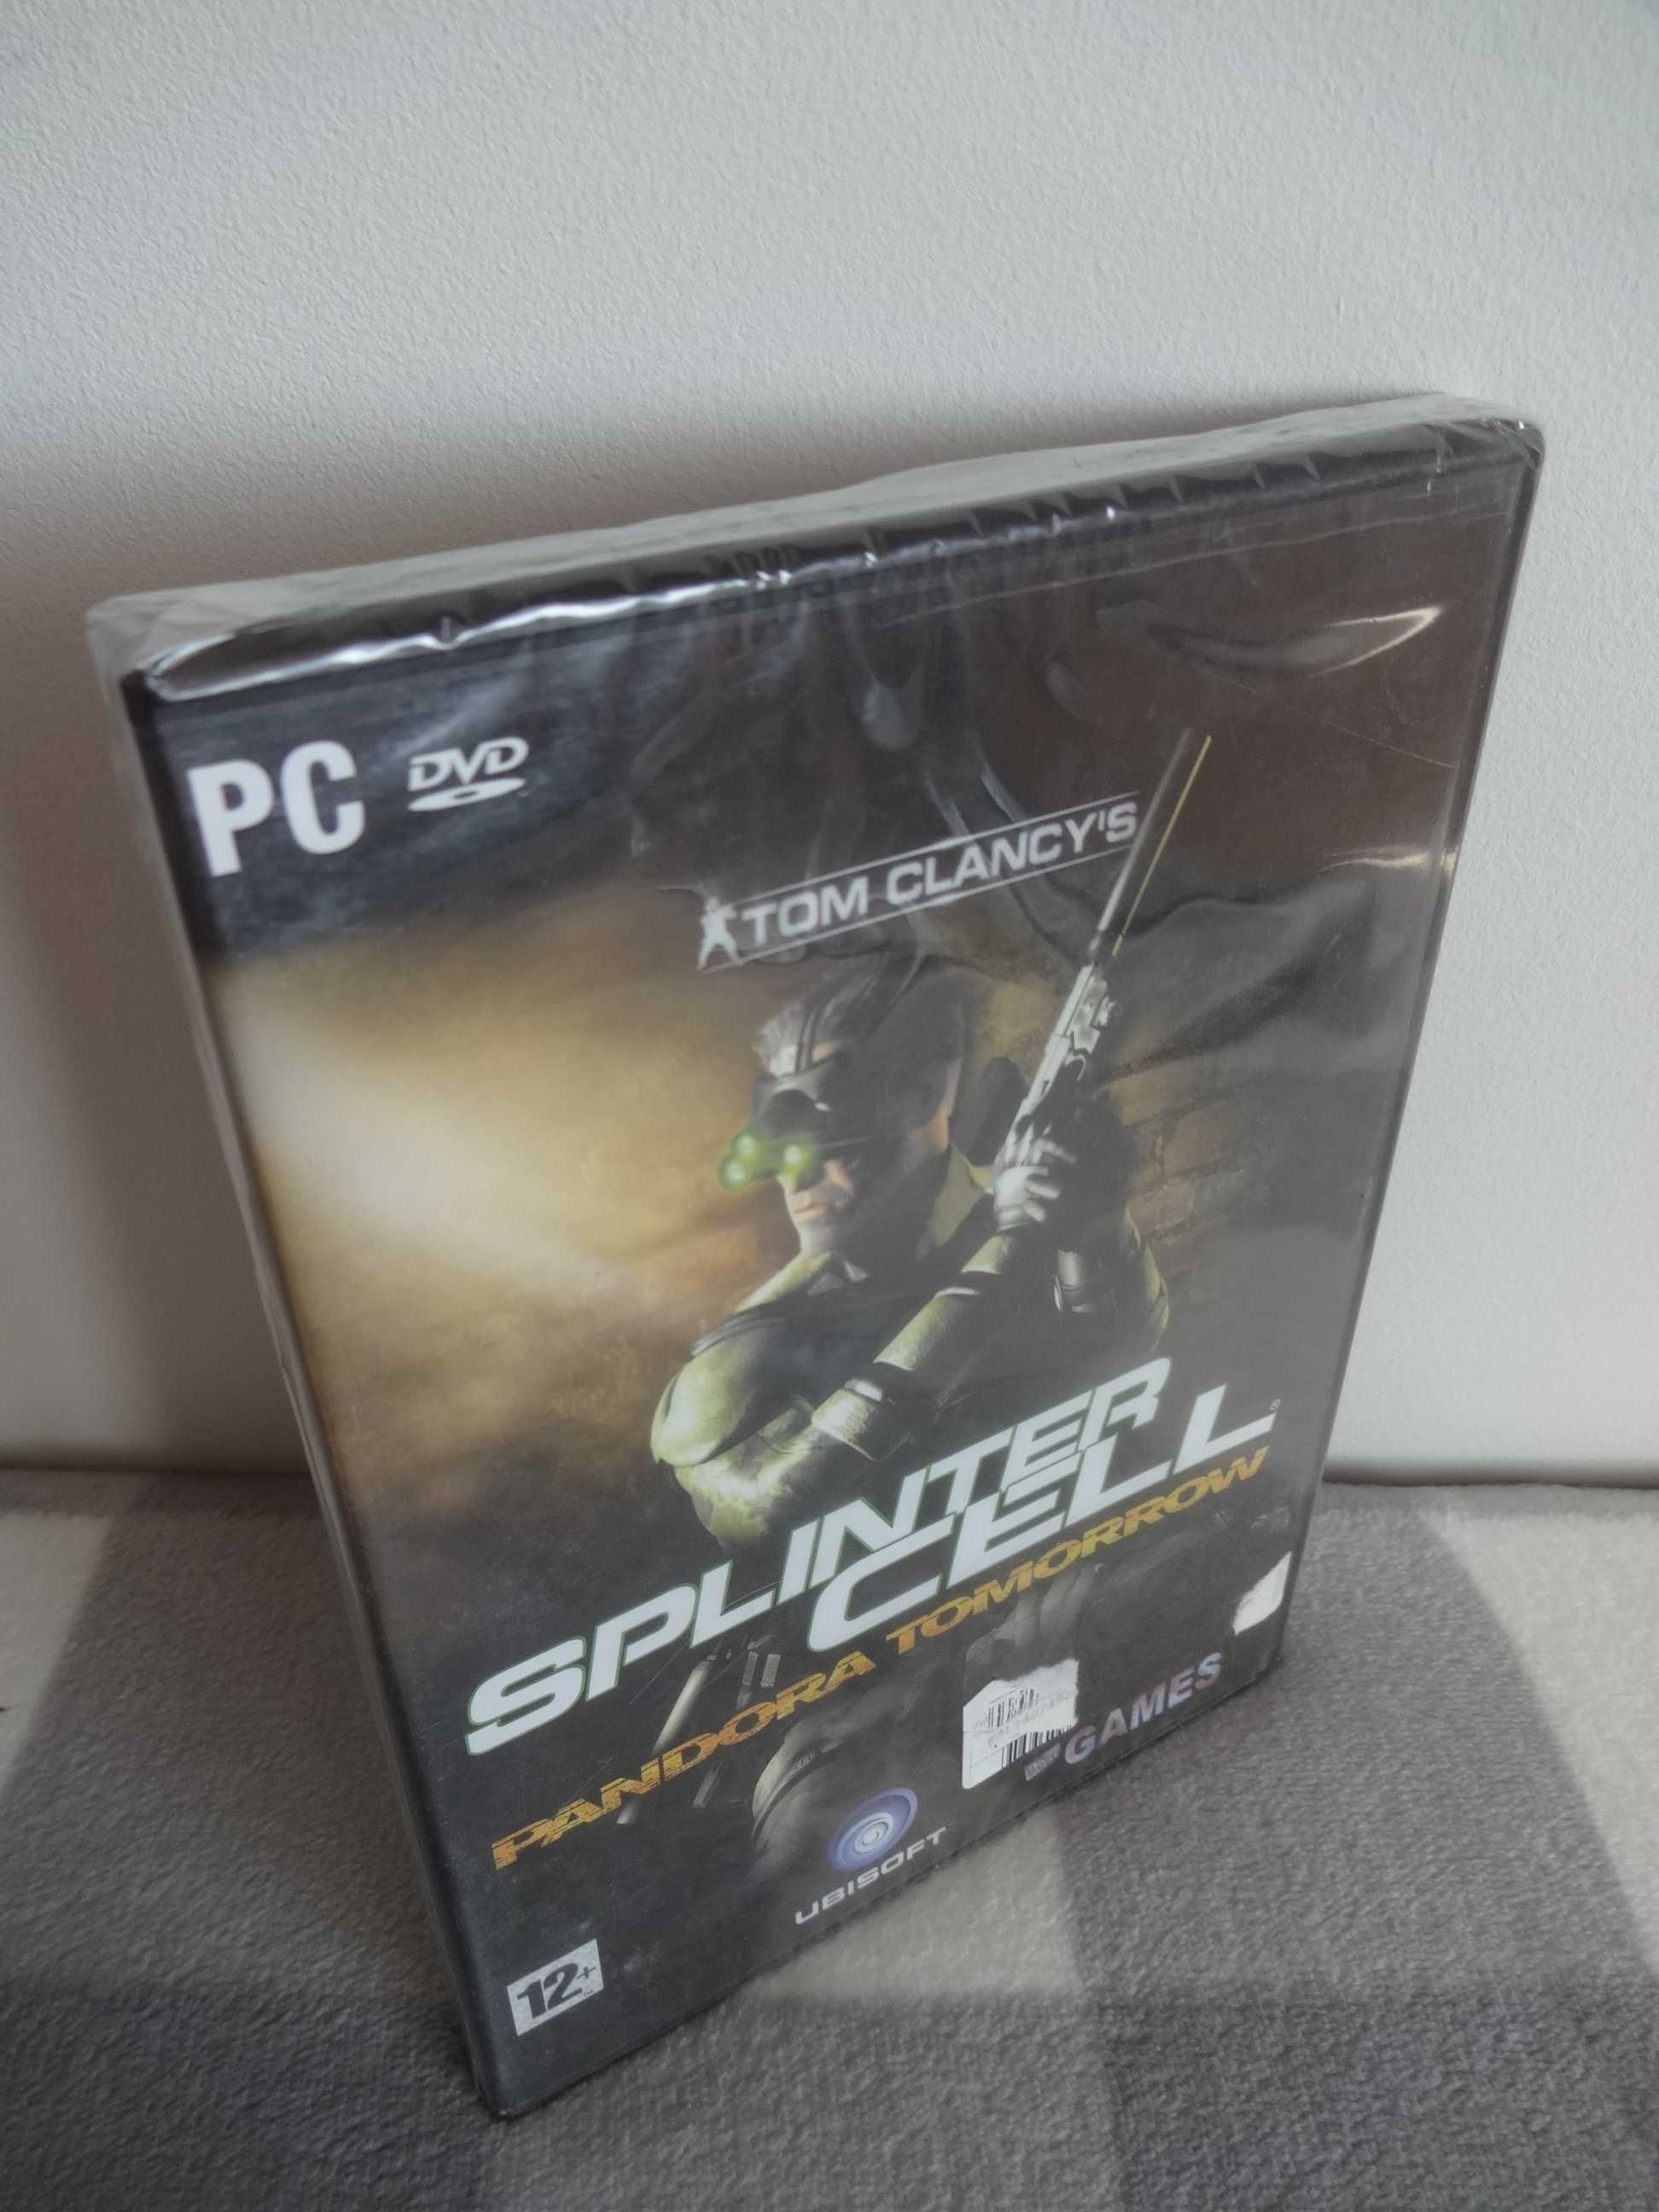 PC DVD
TOM CLANCY'S
SPLINTER
CELL®
PANDORA TOMORROW
GAMES
UBISOFT
12+